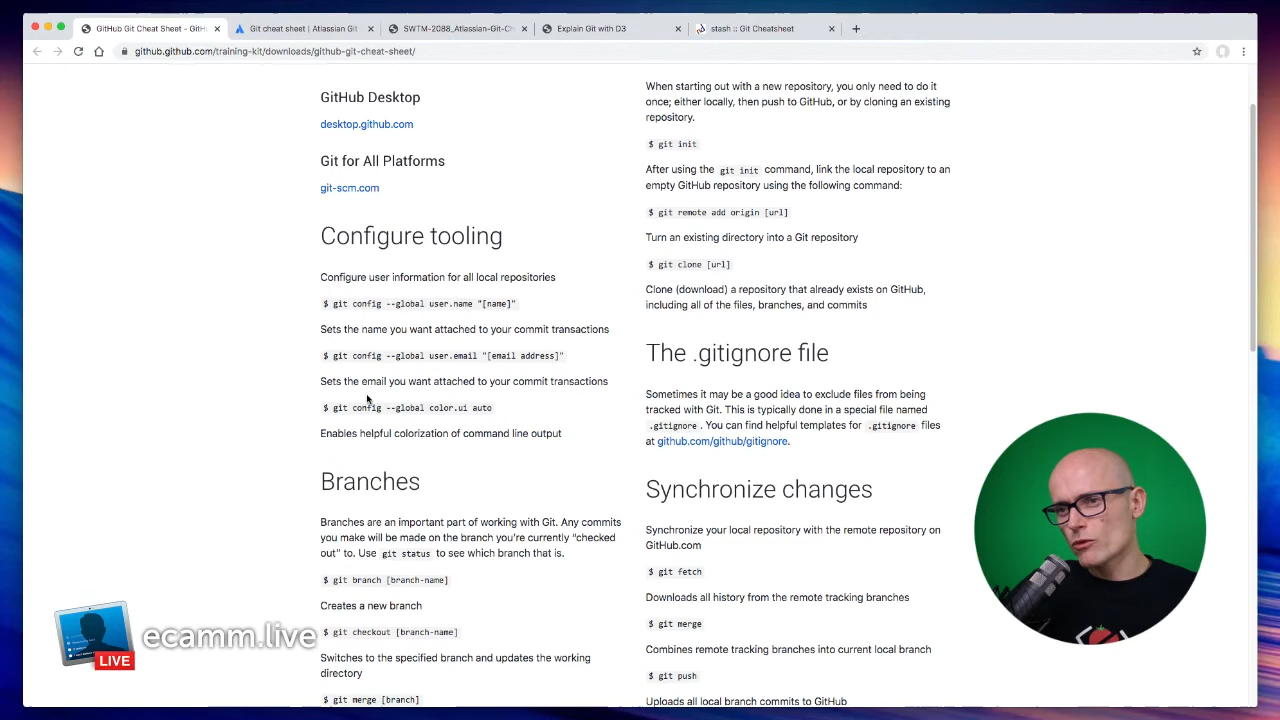 GitHub Git Cheat Sheet - GitH
Git cheat sheet | Atlassian Git
SWTM-2088_Atlassian-Git-Ch
Explain Git with D3
stash :: Git Cheatsheet
github.github.com/training-kit/downloads/github-git-cheat-sheet/
GitHub Desktop
desktop.github.com
Git for All Platforms
git-scm.com
Configure tooling
Configure user information for all local repositories
$ git config --global user.name "[name]"
Sets the name you want attached to your commit transactions
$ git config --global user.email "[email address]"
Sets the email you want attached to your commit transactions
$ git config --global color.ui auto
Enables helpful colorization of command line output
Branches
Branches are an important part of working with Git. Any commits
you make will be made on the branch you're currently “checked
out” to. Use git status to see which branch that is.
$ git branch [branch-name]
Creates a new branch
$ git checkout [branch-name]
Switches to the specified branch and updates the working
directory
$ git merge [branch]
When starting out with a new repository, you only need to do it
once; either locally, then push to GitHub, or by cloning an existing
repository.
$ git init
After using the git init command, link the local repository to an
empty GitHub repository using the following command:
$ git remote add origin [url]
Turn an existing directory into a Git repository
$ git clone [url]
Clone (download) a repository that already exists on GitHub,
including all of the files, branches, and commits
The .gitignore file
Sometimes it may be a good idea to exclude files from being
tracked with Git. This is typically done in a special file named
.gitignore . You can find helpful templates for .gitignore files
at github.com/github/gitignore.
Synchronize changes
Synchronize your local repository with the remote repository on
GitHub.com
$ git fetch
Downloads all history from the remote tracking branches
$ git merge
Combines remote tracking branches into current local branch
$ git push
Uploads all local branch commits to GitHub
LIVE
ecamm.live